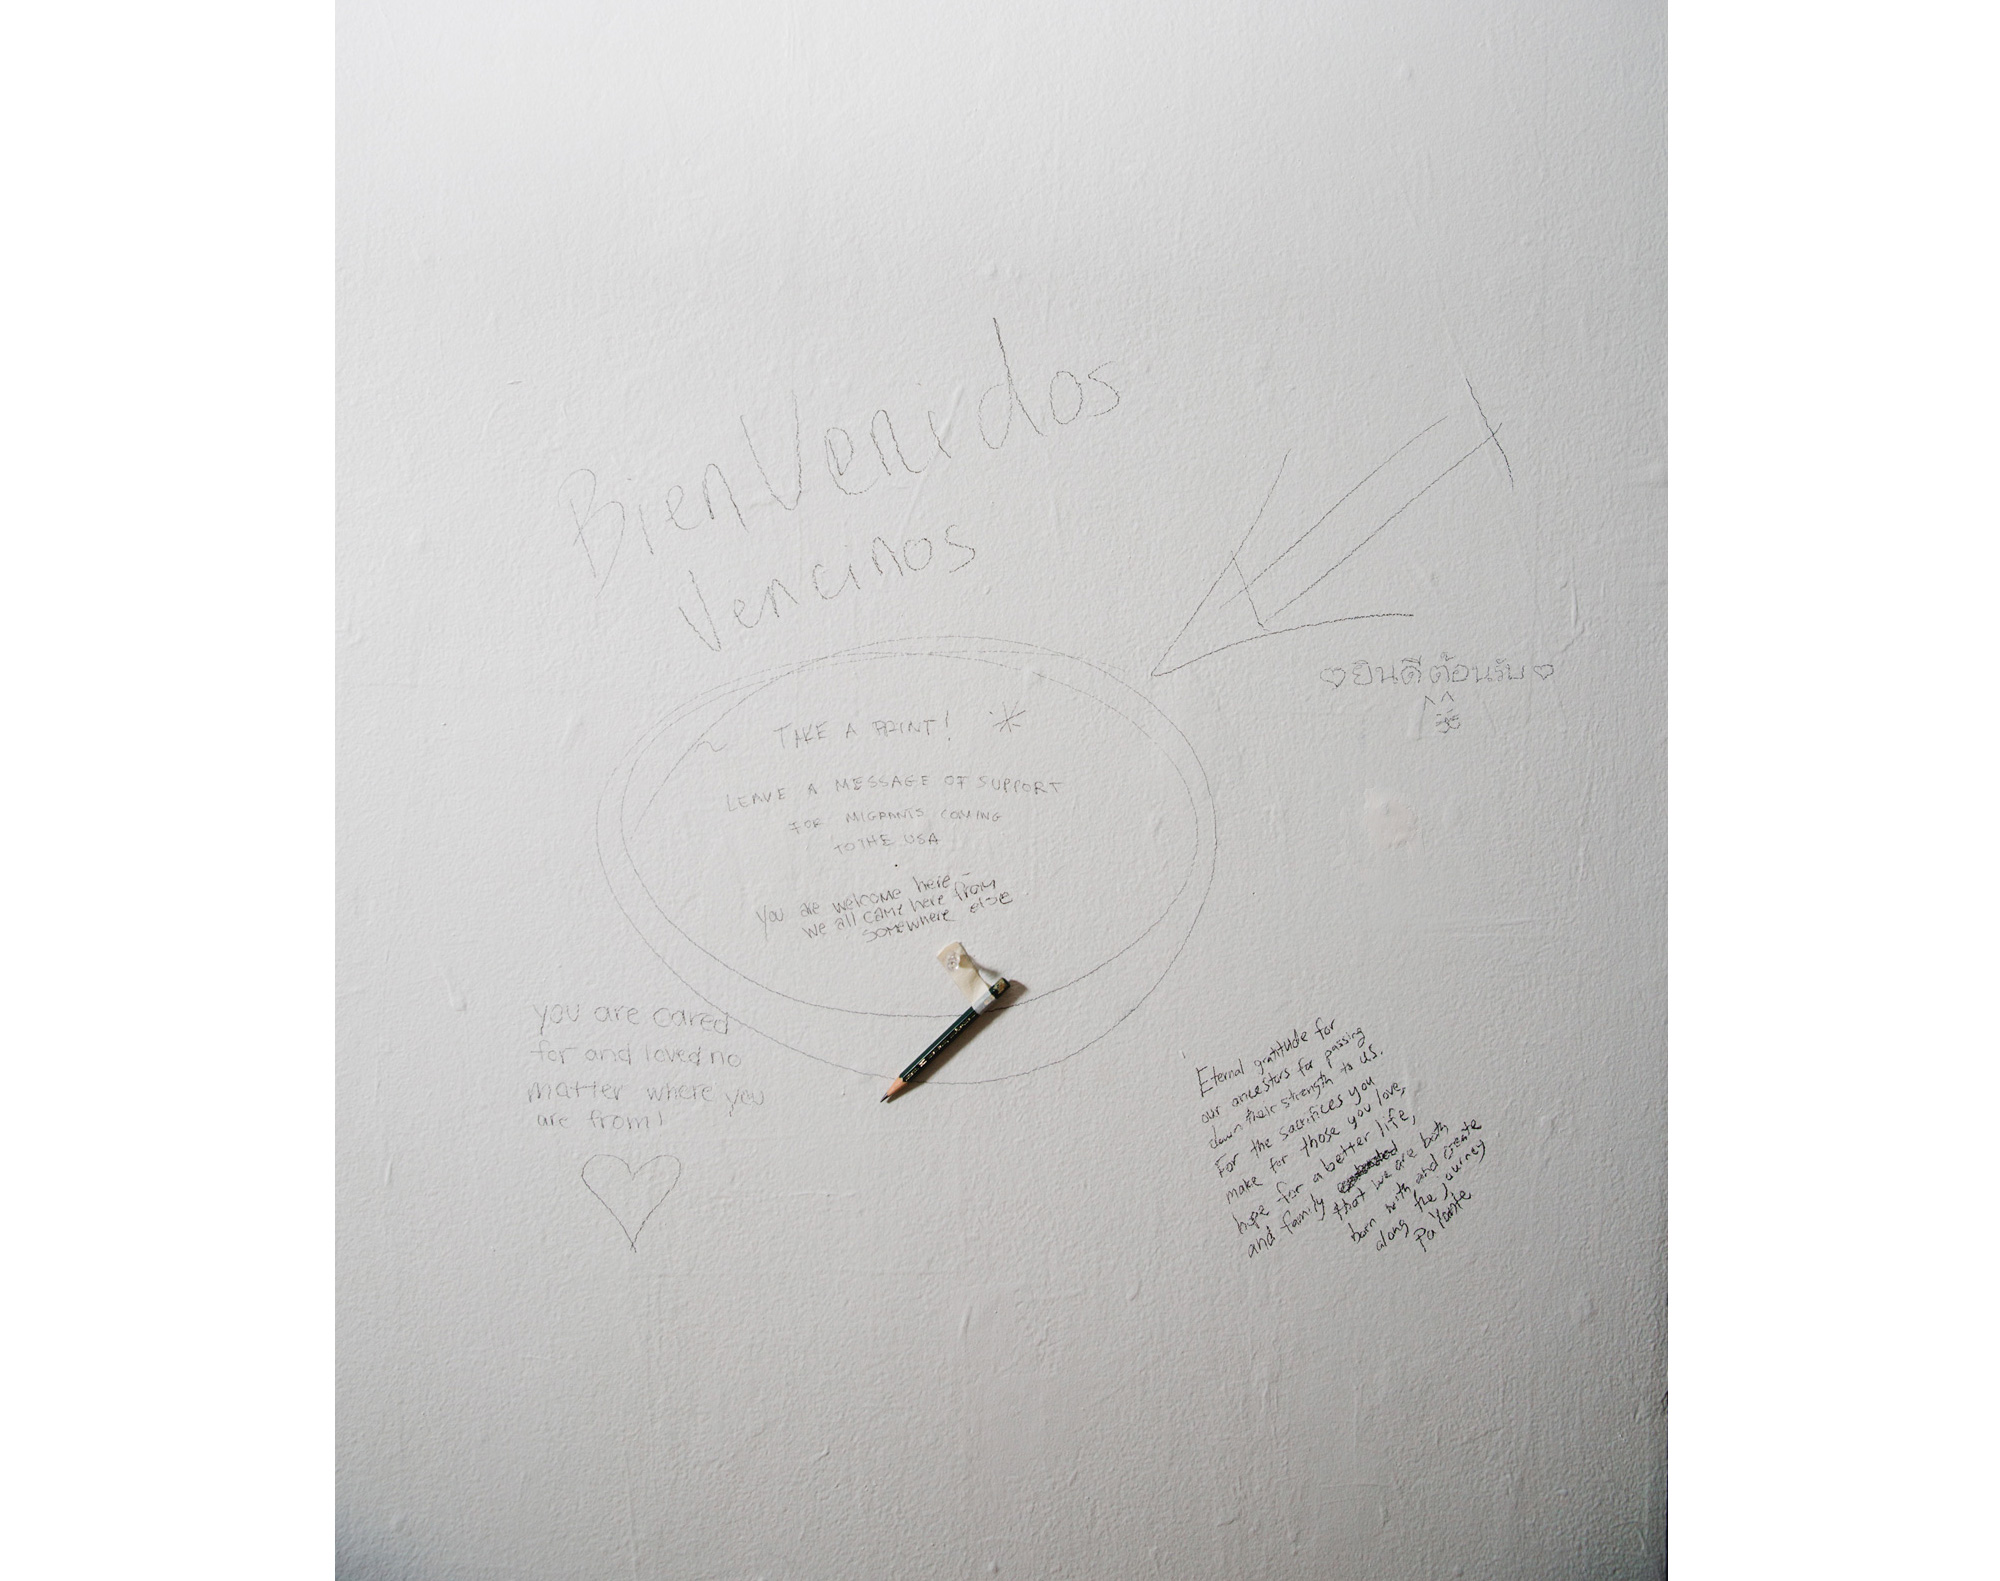 BienVenidos
Vencinos
♡ยินดีต้อนรับ♡
TAKE A PRINT!
LEAVE A MESSAGE OF SUPPORT
FOR MIGRANTS COMING
TO THE USA
you are welcome here –
we all came here from
somewhere else
you are cared
for and loved no
matter where you
are from!
Eternal gratitude for
our ancestors for passing
down their strength to us.
For the sacrifices you
make for those you love,
hope for a better life,
and family that we are both
born with and create
along the journey
Pa'lante